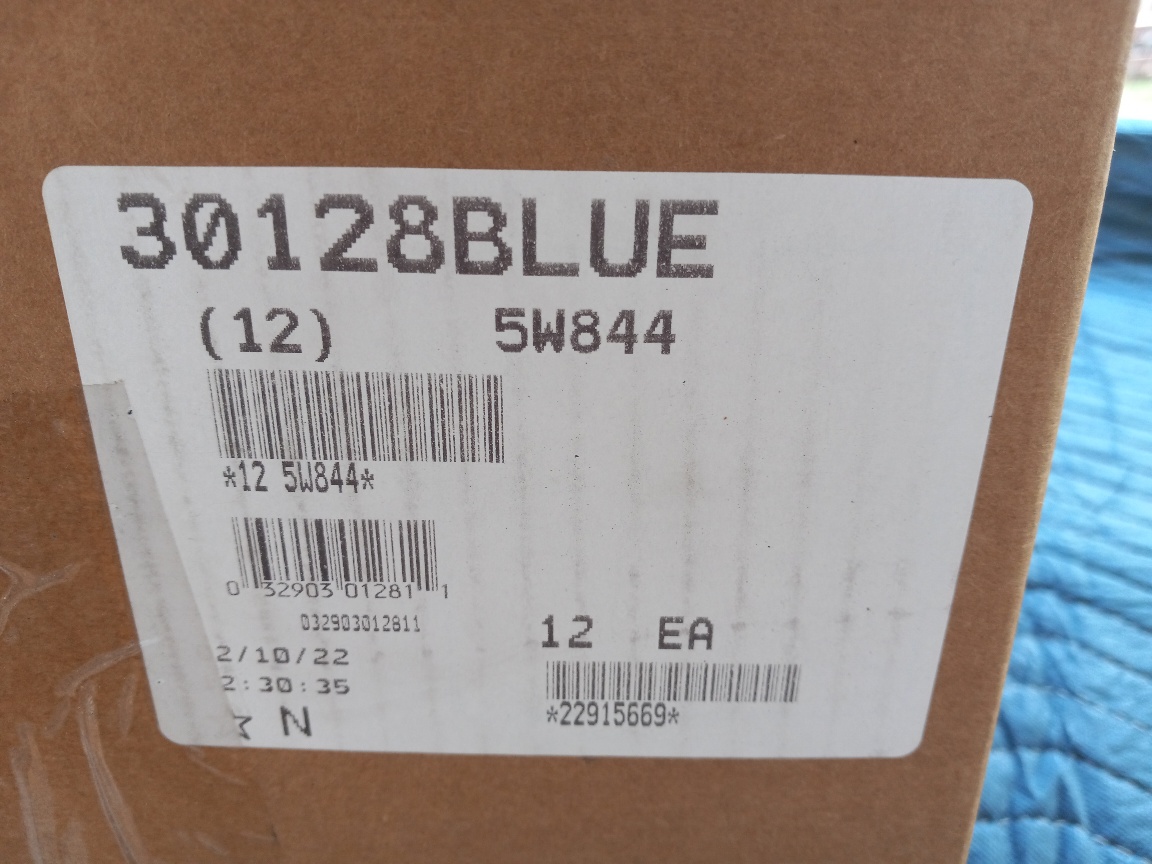 30128BLUE
(12) 5W844
*12 5W844*
0 32903 01281 1
032903012811
12 EA
2/10/22
2:30:35
*22915669*
☆ N